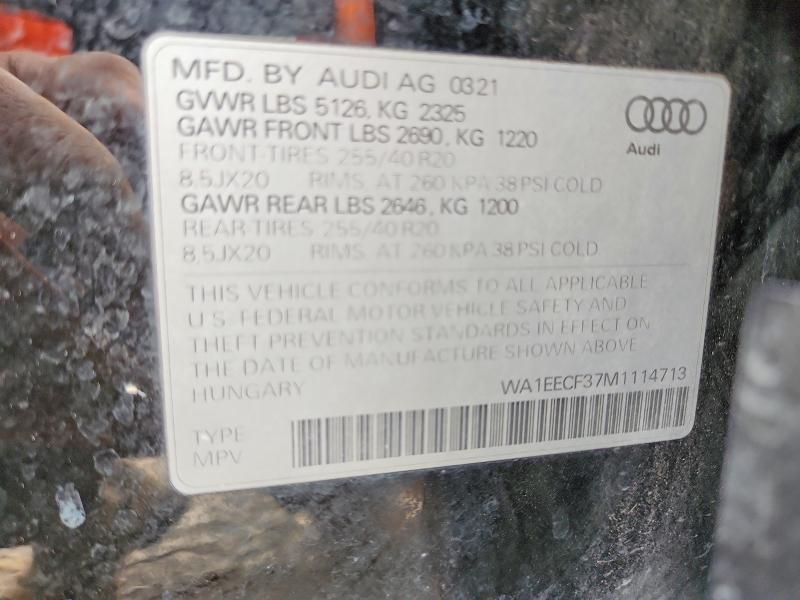 MFD. BY AUDI AG 0321
GVWR LBS 5126, KG 2325
GAWR FRONT LBS 2690, KG 1220
FRONT-TIRES 255/40 R20
8,5JX20 RIMS, AT 260 KPA 38 PSI COLD
GAWR REAR LBS 2646, KG 1200
REAR-TIRES 255/40 R20
8,5JX20 RIMS, AT 260 KPA 38 PSI COLD
Audi
THIS VEHICLE CONFORMS TO ALL APPLICABLE
U.S. FEDERAL MOTOR VEHICLE SAFETY AND
THEFT PREVENTION STANDARDS IN EFFECT ON
THE DATE OF MANUFACTURE SHOWN ABOVE
HUNGARY
WA1EECF37M1114713
TYPE
MPV